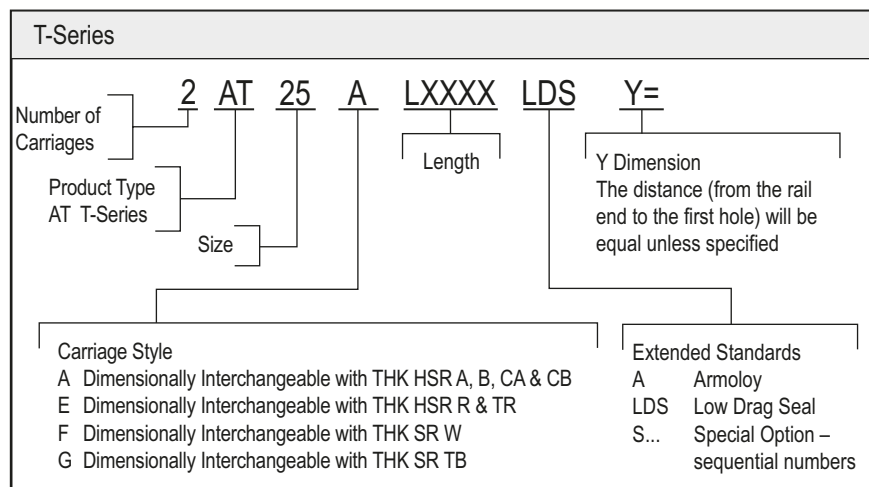 T-Series
2 AT 25 A LXXXX LDS Y=
Number of
Carriages
Length
Y Dimension
The distance (from the rail
end to the first hole) will be
equal unless specified
Product Type
AT T-Series
Size
Carriage Style
A Dimensionally Interchangeable with THK HSR A, B, CA & CB
E Dimensionally Interchangeable with THK HSR R & TR
F Dimensionally Interchangeable with THK SR W
G Dimensionally Interchangeable with THK SR TB
Extended Standards
A Armoloy
LDS Low Drag Seal
S... Special Option –
sequential numbers